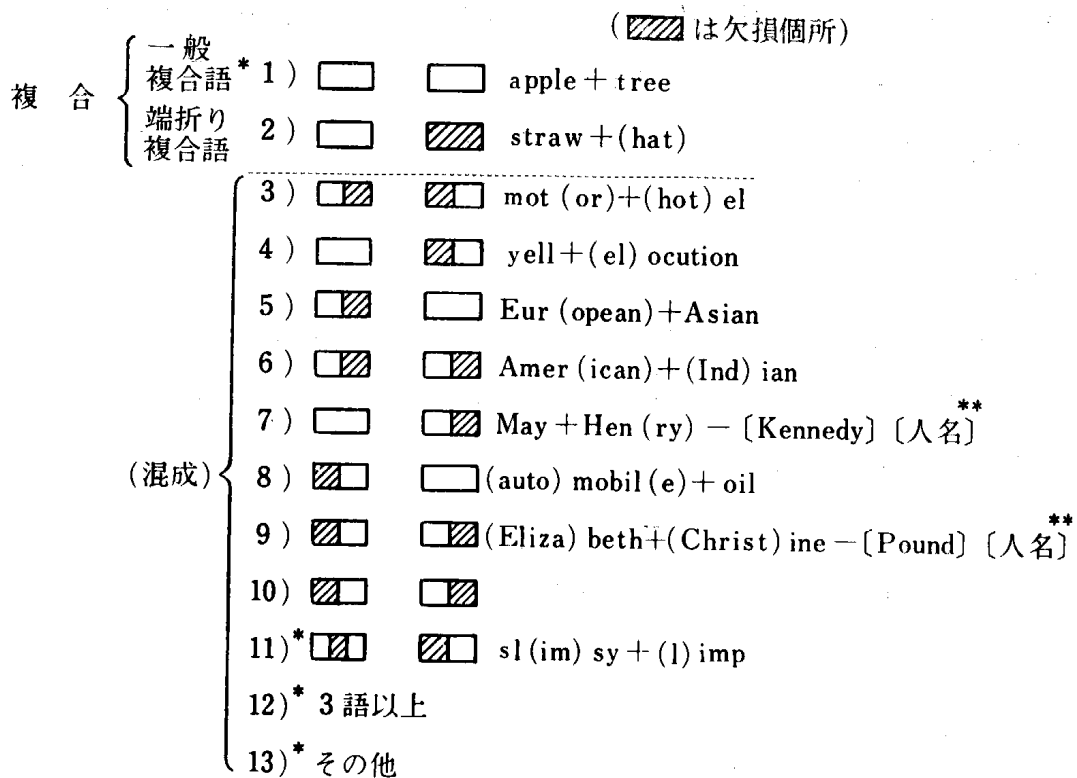 (は欠損個所)
複合
一般
複合語*
端折り
複合語
1) apple+tree
2) straw+(hat)
(混成)
3) mot (or)+(hot) el
4) yell+(el) ocution
5) Eur (opean)+Asian
6) Amer (ican)+(Ind) ian
7) May+Hen (ry) − 〔Kennedy〕〔人名〕**
8) (auto) mobil (e)+oil
9) (Eliza) beth+(Christ) ine −〔Pound〕〔人名〕**
10)
11)* sl (im) sy+(l) imp
12)* 3語以上
13)* その他